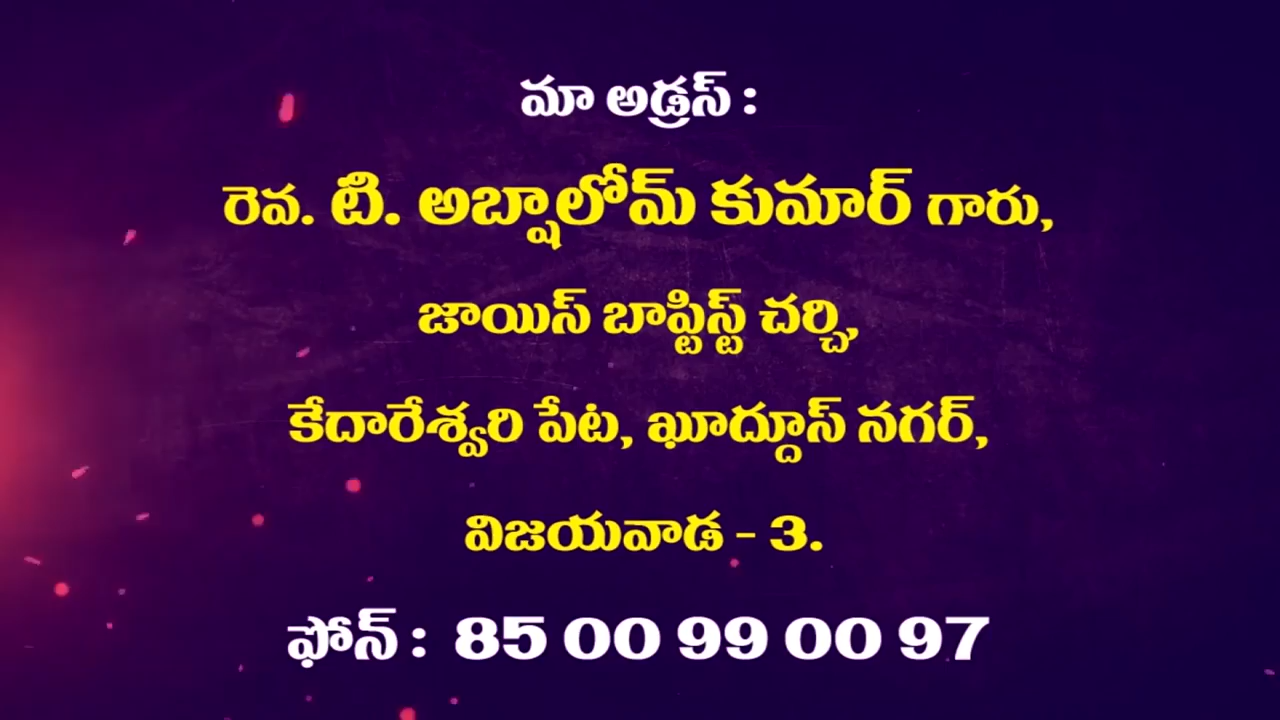 మా అడ్రస్ :
రెవ. టి. అబ్షాలోమ్ కుమార్ గారు,
జాయిస్ బాప్టిస్ట్ చర్చి,
కేదారేశ్వరి పేట, ఖూద్దూస్ నగర్,
విజయవాడ - 3.
ఫోన్ : 85 00 99 00 97